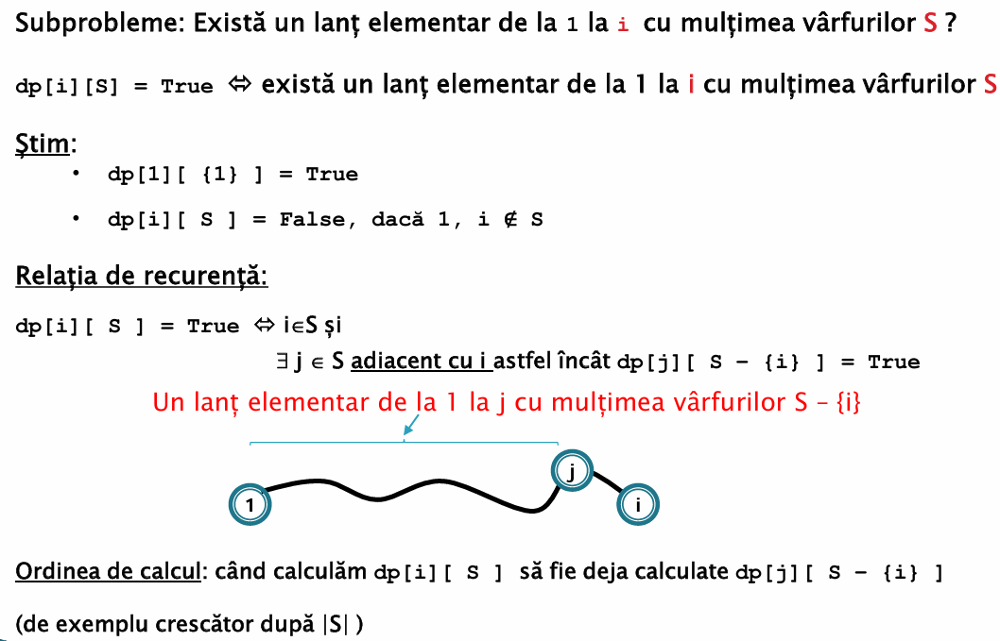 Subprobleme: Există un lanț elementar de la 1 la i cu mulțimea vârfurilor S ?
dp[i][S] = True ⬄ există un lanț elementar de la 1 la i cu mulțimea vârfurilor S
Știm:
• dp[1][ {1} ] = True
• dp[i][ S ] = False, dacă 1, i ∉ S
Relația de recurență:
dp[i][ S ] = True ⬄ i∈S și
∃ j ∈ S adiacent cu i astfel încât dp[j][ S – {i} ] = True
Un lanț elementar de la 1 la j cu mulțimea vârfurilor S – {i}
j
1
i
Ordinea de calcul: când calculăm dp[i][ S ] să fie deja calculate dp[j][ S – {i} ]
(de exemplu crescător după |S| )